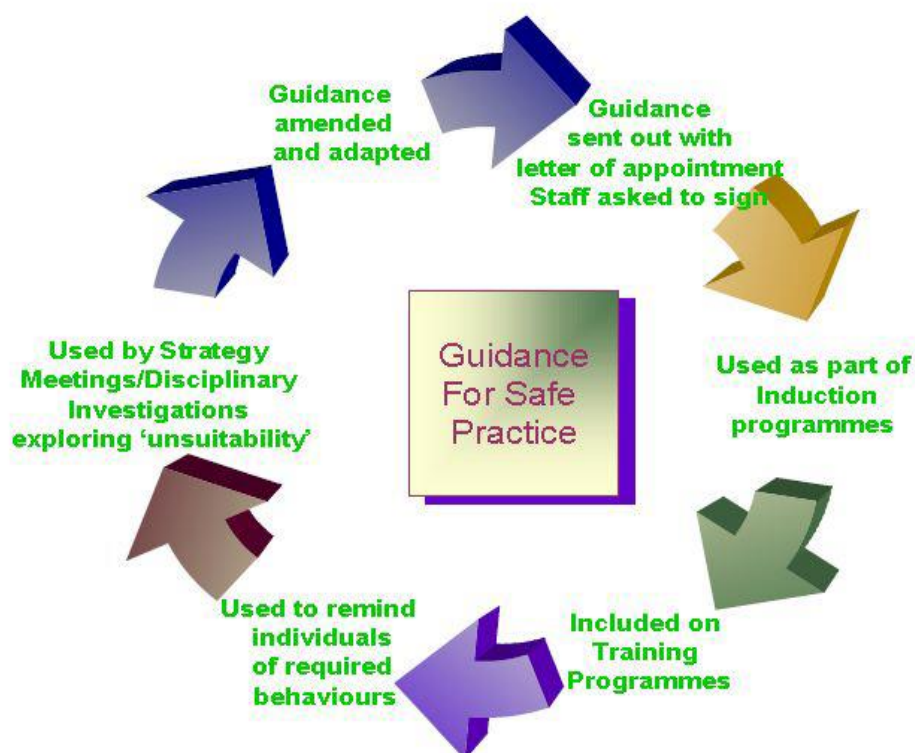 Guidance
amended
and adapted
Guidance
sent out with
letter of appointment
Staff asked to sign
Used as part of
Induction
programmes
Included on
Training
Programmes
Used to remind
individuals
of required
behaviours
Used by Strategy
Meetings/Disciplinary
Investigations
exploring ‘unsuitability’
Guidance
For Safe
Practice